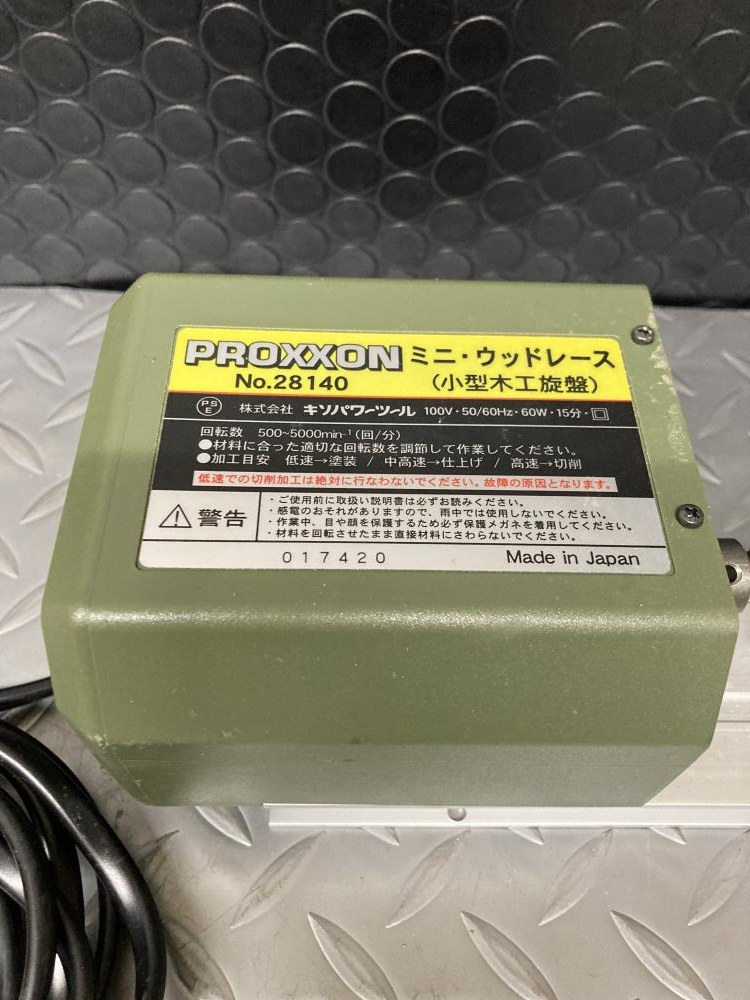 PROXXON ミニ・ウッドレース
No.28140 (小型木工旋盤)
PSE 株式会社 キソパワーツール 100V・50/60Hz・60W・15分・回
回転数 500~5000min-1(回/分)
●材料に合った適切な回転数を調節して作業してください。
●加工目安 低速→塗装 / 中高速→仕上げ / 高速→切削
低速での切削加工は絶対に行なわないでください。故障の原因となります。
警告
・ご使用前に取扱い説明書は必ずお読みください。
・感電のおそれがありますので、雨中では使用しないでください。
・作業中、目や顔を保護するため必ず保護メガネを着用してください。
・材料を回転させたまま直接材料にさわらないでください。
017420 Made in Japan